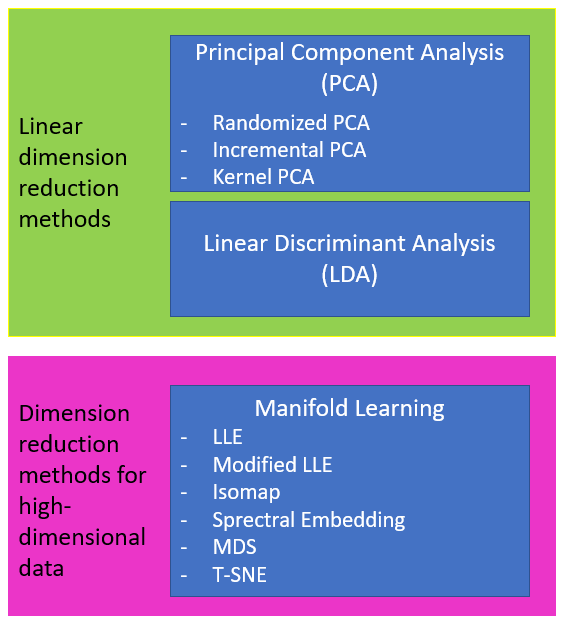 Linear
dimension
reduction
methods
Principal Component Analysis
(PCA)
- Randomized PCA
- Incremental PCA
- Kernel PCA
Linear Discriminant Analysis
(LDA)
Dimension
reduction
methods for
high-
dimensional
data
Manifold Learning
- LLE
- Modified LLE
- Isomap
- Sprectral Embedding
- MDS
- T-SNE